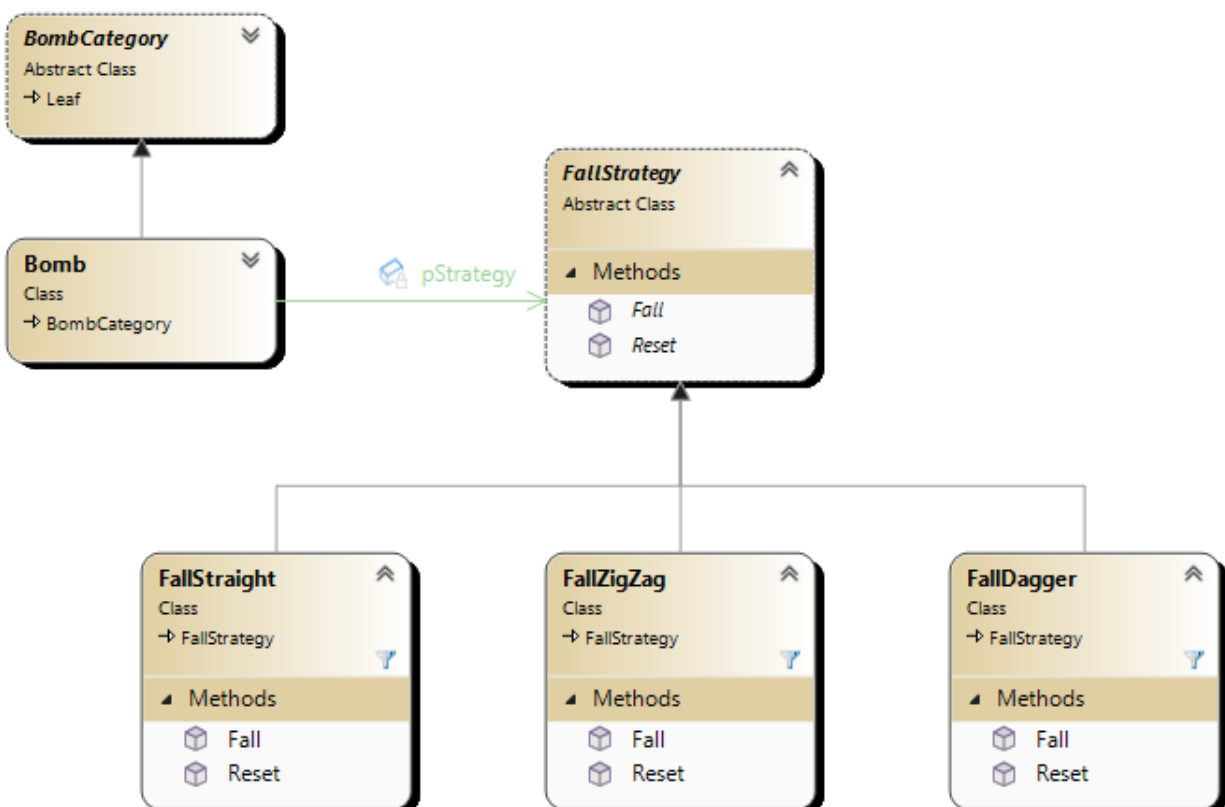 BombCategory
Abstract Class
Leaf
Bomb
Class
BombCategory
pStrategy
FallStrategy
Abstract Class
Methods
Fall
Reset
FallStraight
Class
FallStrategy
Methods
Fall
Reset
FallZigZag
Class
FallStrategy
Methods
Fall
Reset
FallDagger
Class
FallStrategy
Methods
Fall
Reset